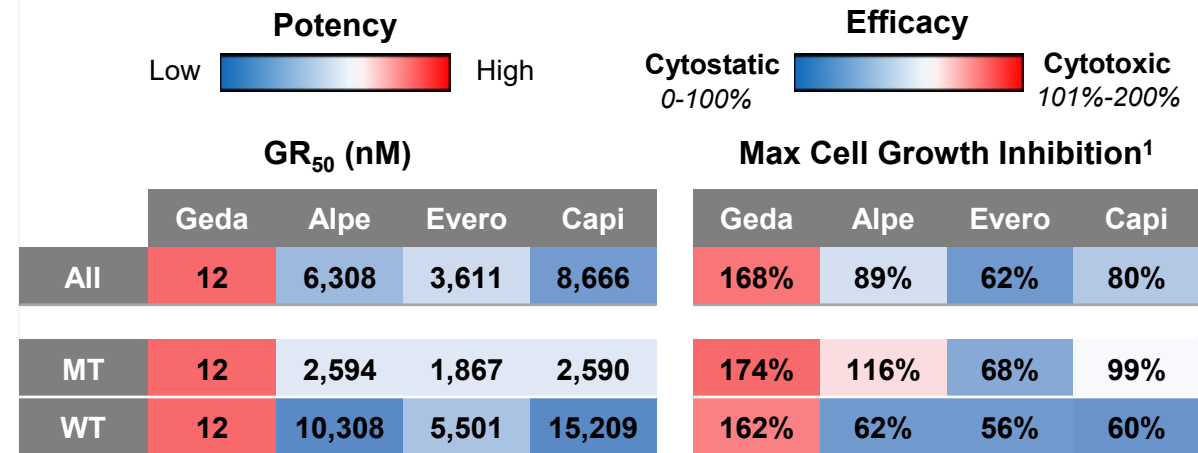 Potency
Low High
Efficacy
Cytostatic
0-100%
Cytotoxic
101%-200%
GR50 (nM)
Max Cell Growth Inhibition1
Geda Alpe Evero Capi Geda Alpe Evero Capi
All 12 6,308 3,611 8,666 168% 89% 62% 80%
MT 12 2,594 1,867 2,590 174% 116% 68% 99%
WT 12 10,308 5,501 15,209 162% 62% 56% 60%